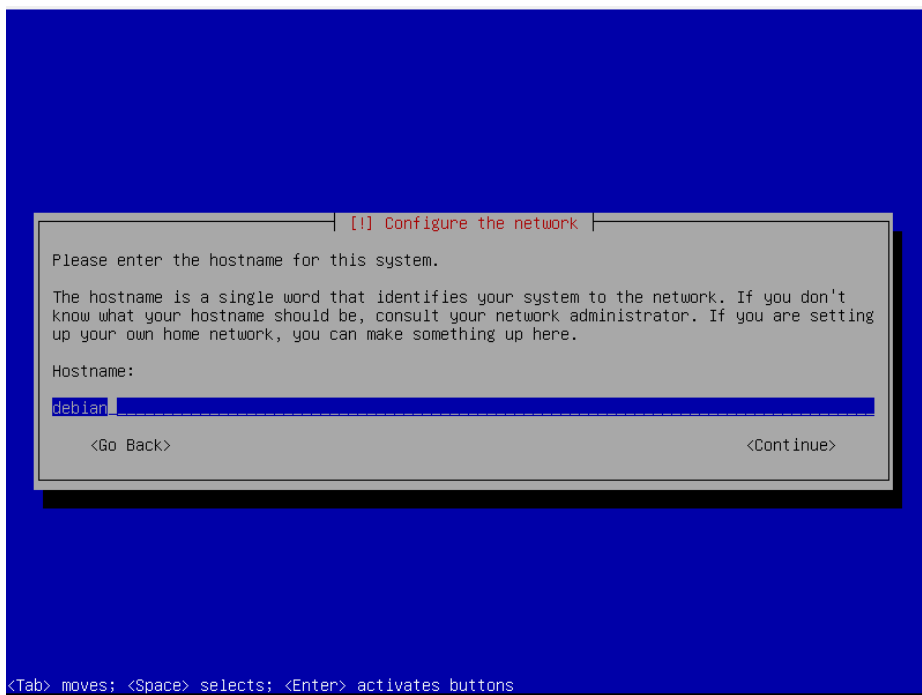 [!] Configure the network
Please enter the hostname for this system.
The hostname is a single word that identifies your system to the network. If you don't
know what your hostname should be, consult your network administrator. If you are setting
up your own home network, you can make something up here.
Hostname:
debian
<Go Back> <Continue>
<Tab> moves; <Space> selects; <Enter> activates buttons